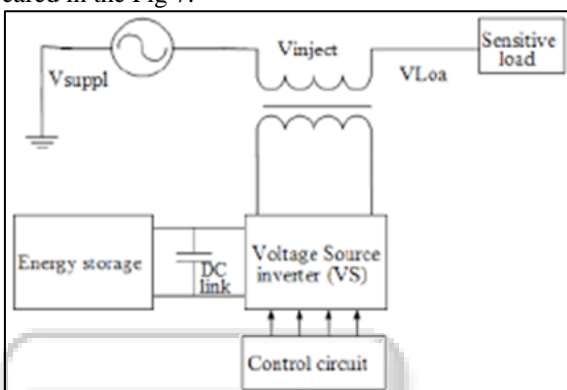 eared in the Fig 7.
Vinject
Sensitive
load
Vsuppl
VLoa
Energy storage
DC
link
Voltage Source
inverter (VS)
Control circuit